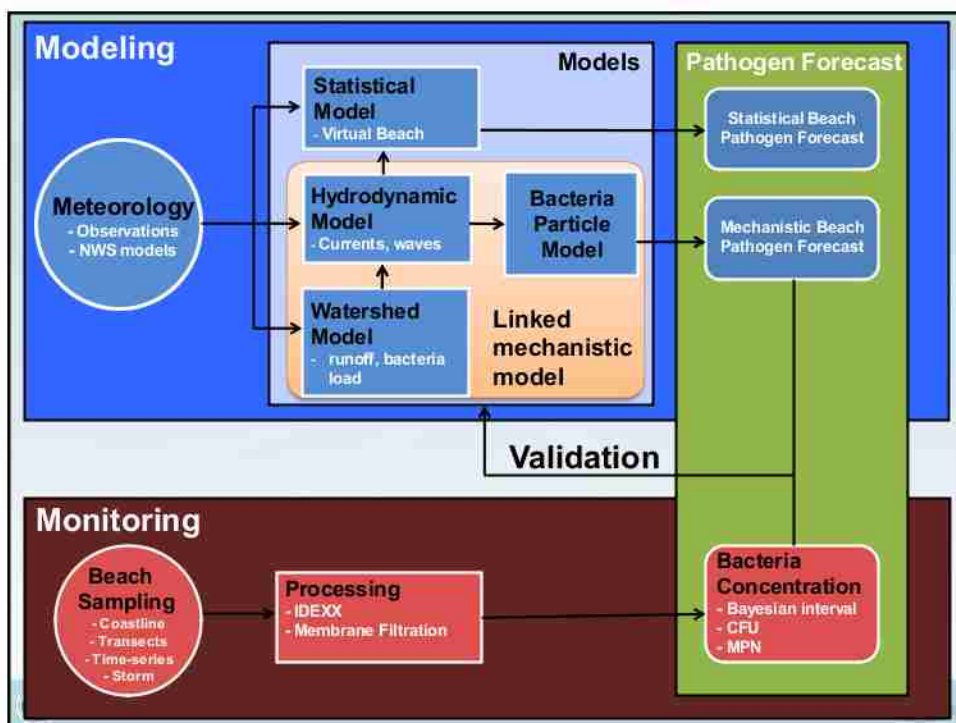 Modeling
Models
Pathogen Forecast
Statistical
Model
- Virtual Beach
Statistical Beach
Pathogen Forecast
Meteorology
- Observations
- NWS models
Hydrodynamic
Model
- Currents, waves
Bacteria
Particle
Model
Mechanistic Beach
Pathogen Forecast
Watershed
Model
- runoff, bacteria
load
Linked
mechanistic
model
Validation
Monitoring
Beach
Sampling
- Coastline
- Transects
- Time-series
- Storm
Processing
- IDEXX
- Membrane Filtration
Bacteria
Concentration
- Bayesian interval
- CFU
- MPN